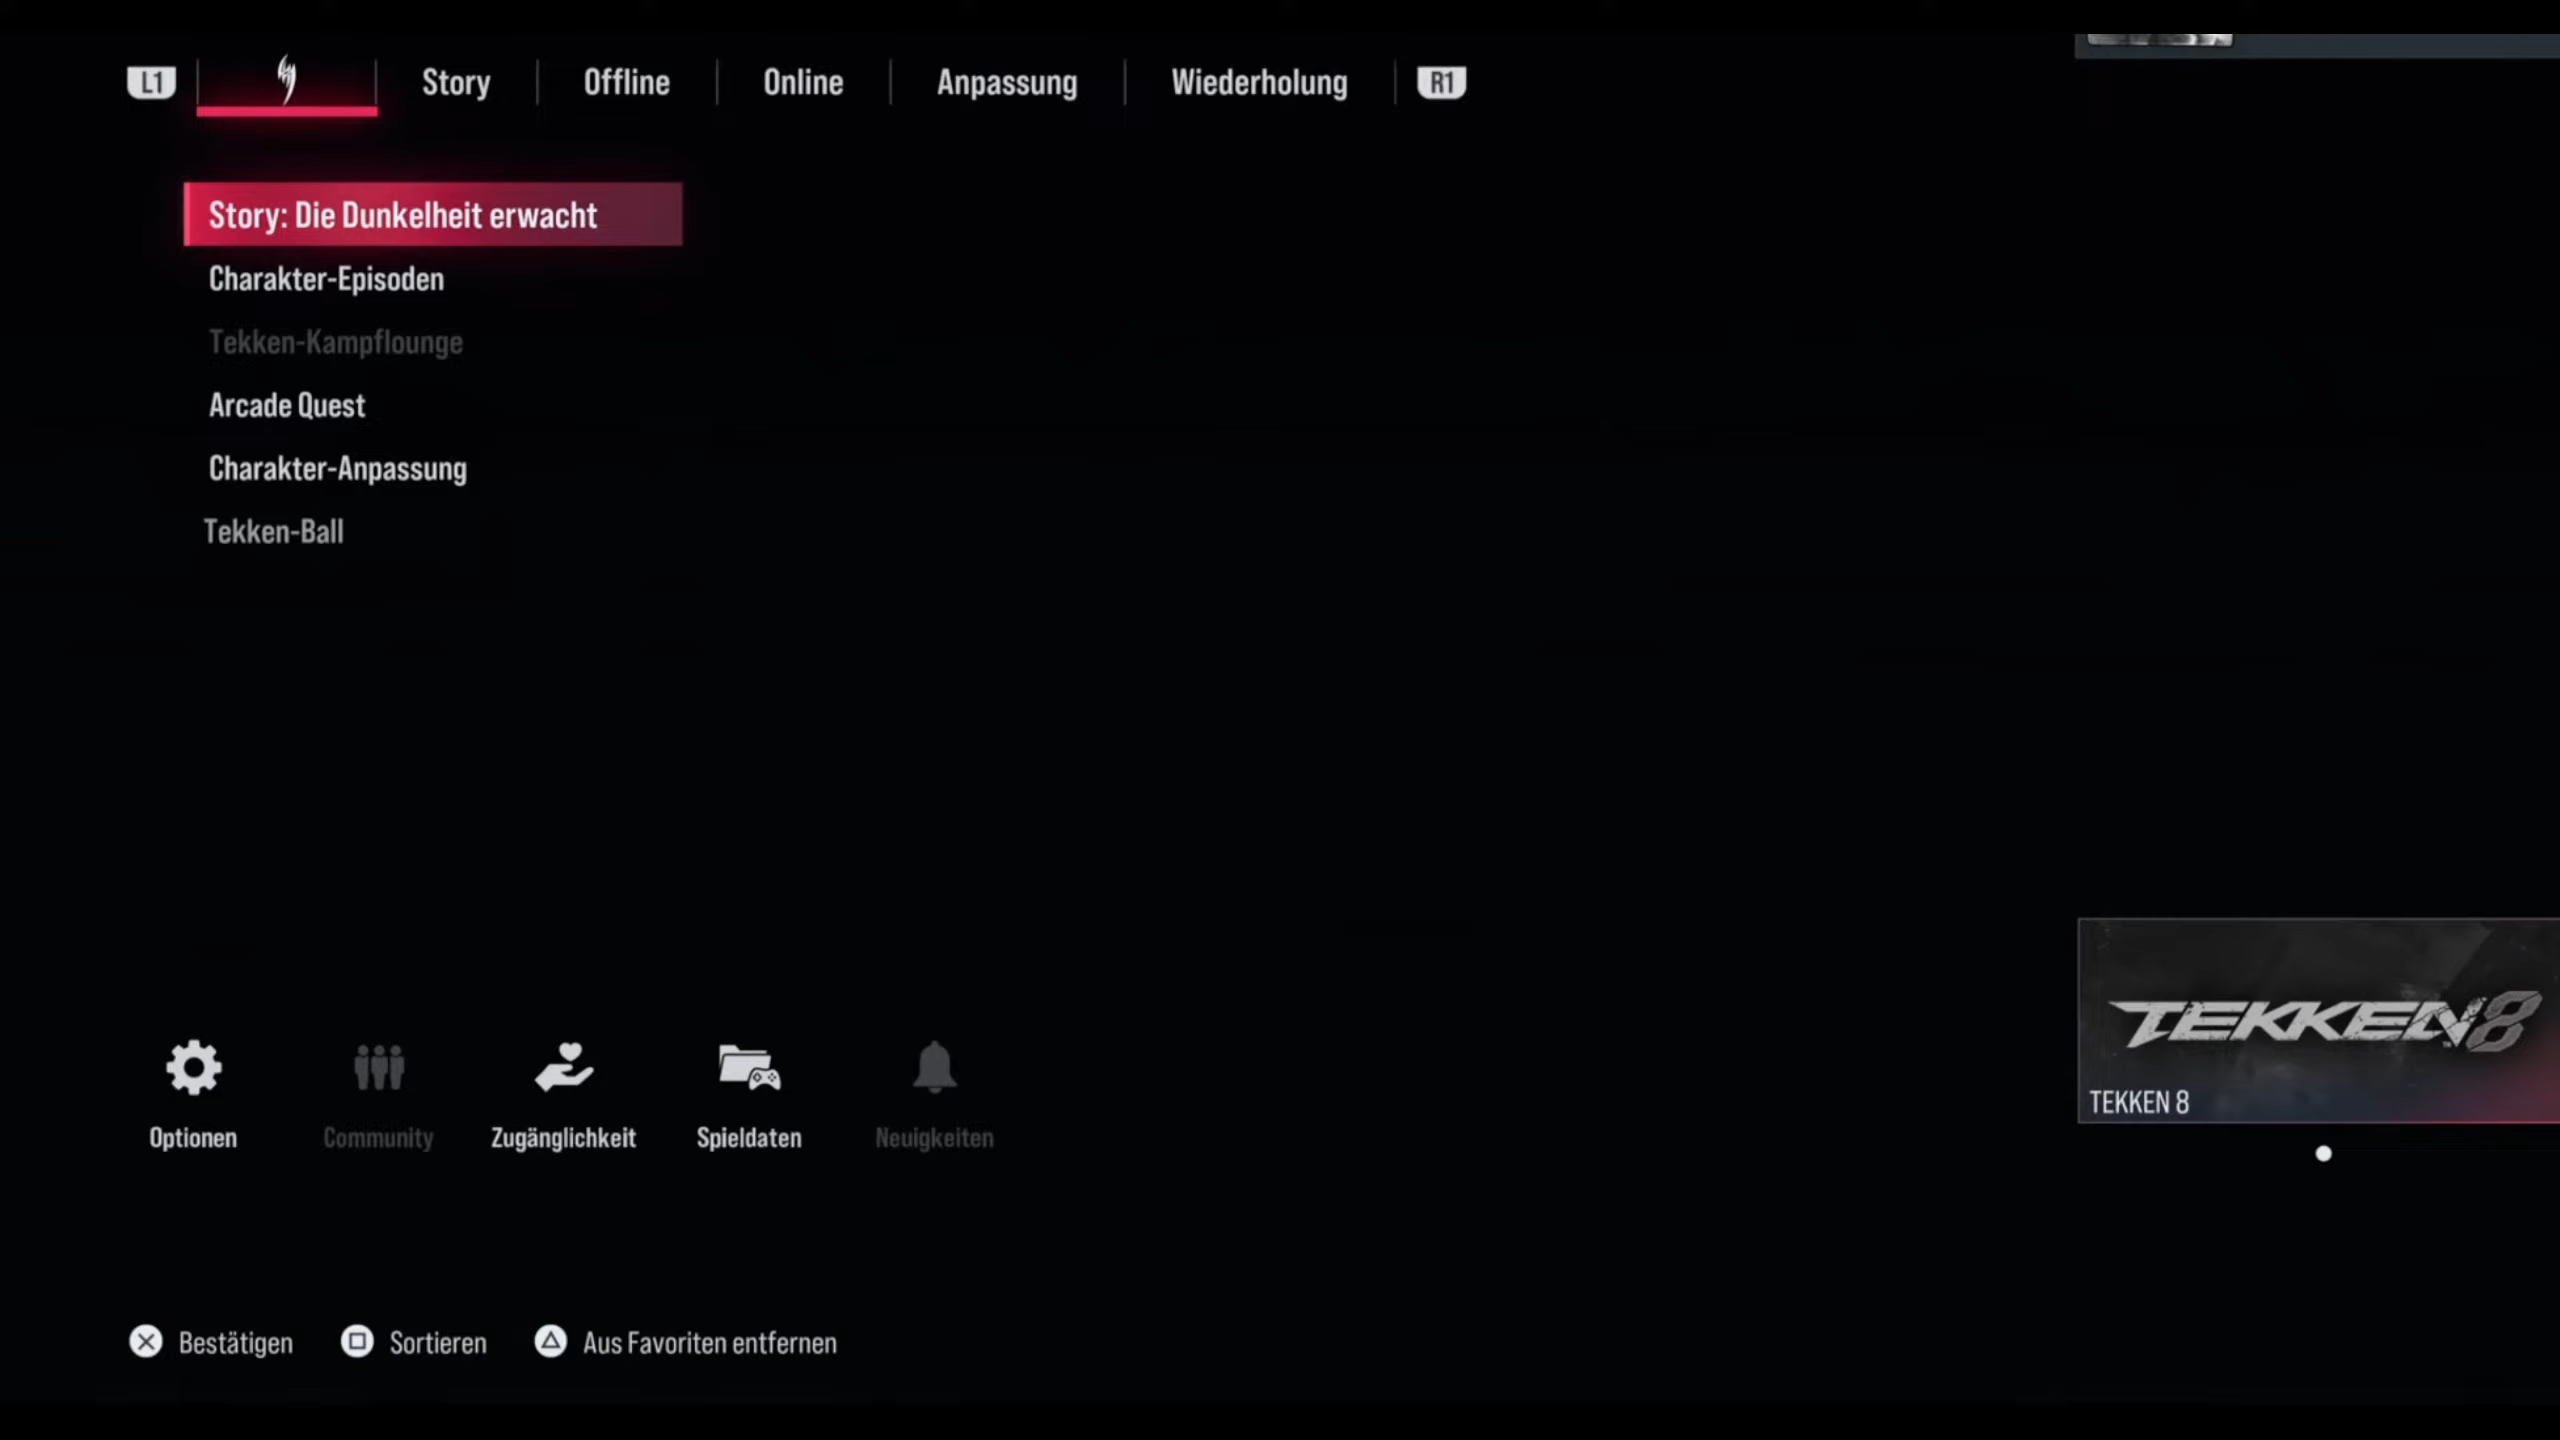 L1 Story Offline Online Anpassung Wiederholung R1
Story: Die Dunkelheit erwacht
Charakter-Episoden
Tekken-Kampflounge
Arcade Quest
Charakter-Anpassung
Tekken-Ball
TEKKEN 8
TEKKEN 8
Optionen Community Zugänglichkeit Spieldaten Neuigkeiten
Bestätigen Sortieren Aus Favoriten entfernen